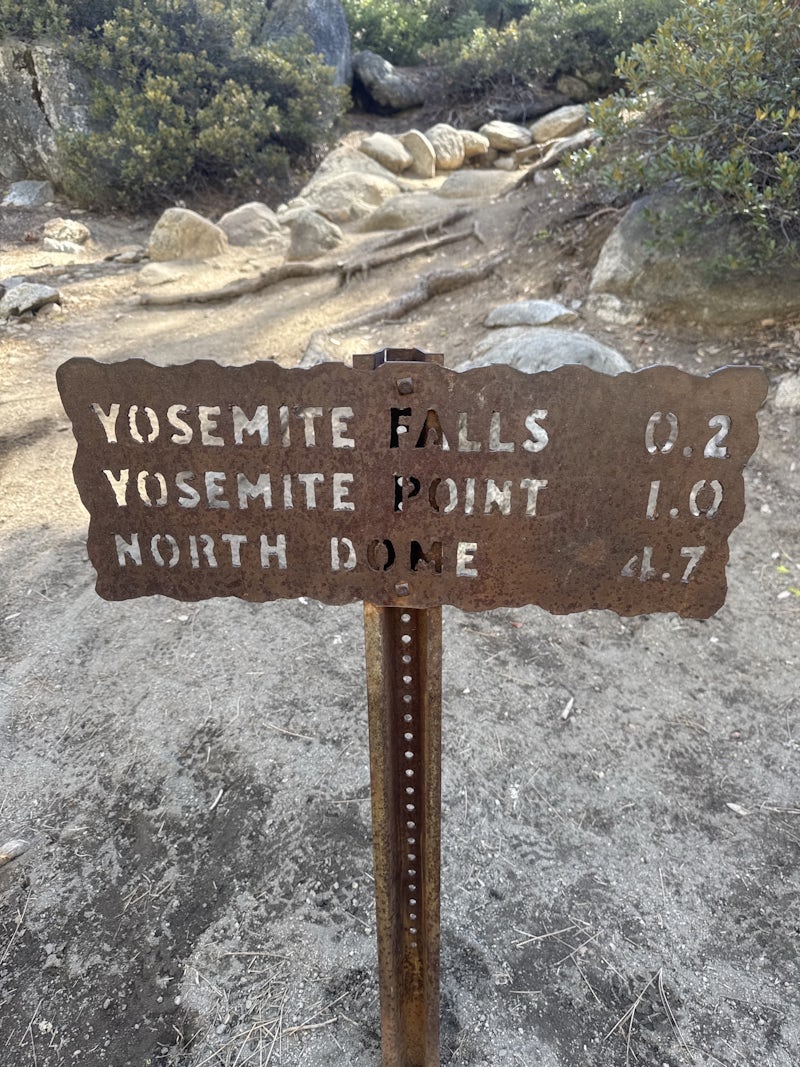 YOSEMITE FALLS 0.2
YOSEMITE POINT 1.0
NORTH DOME 4.7